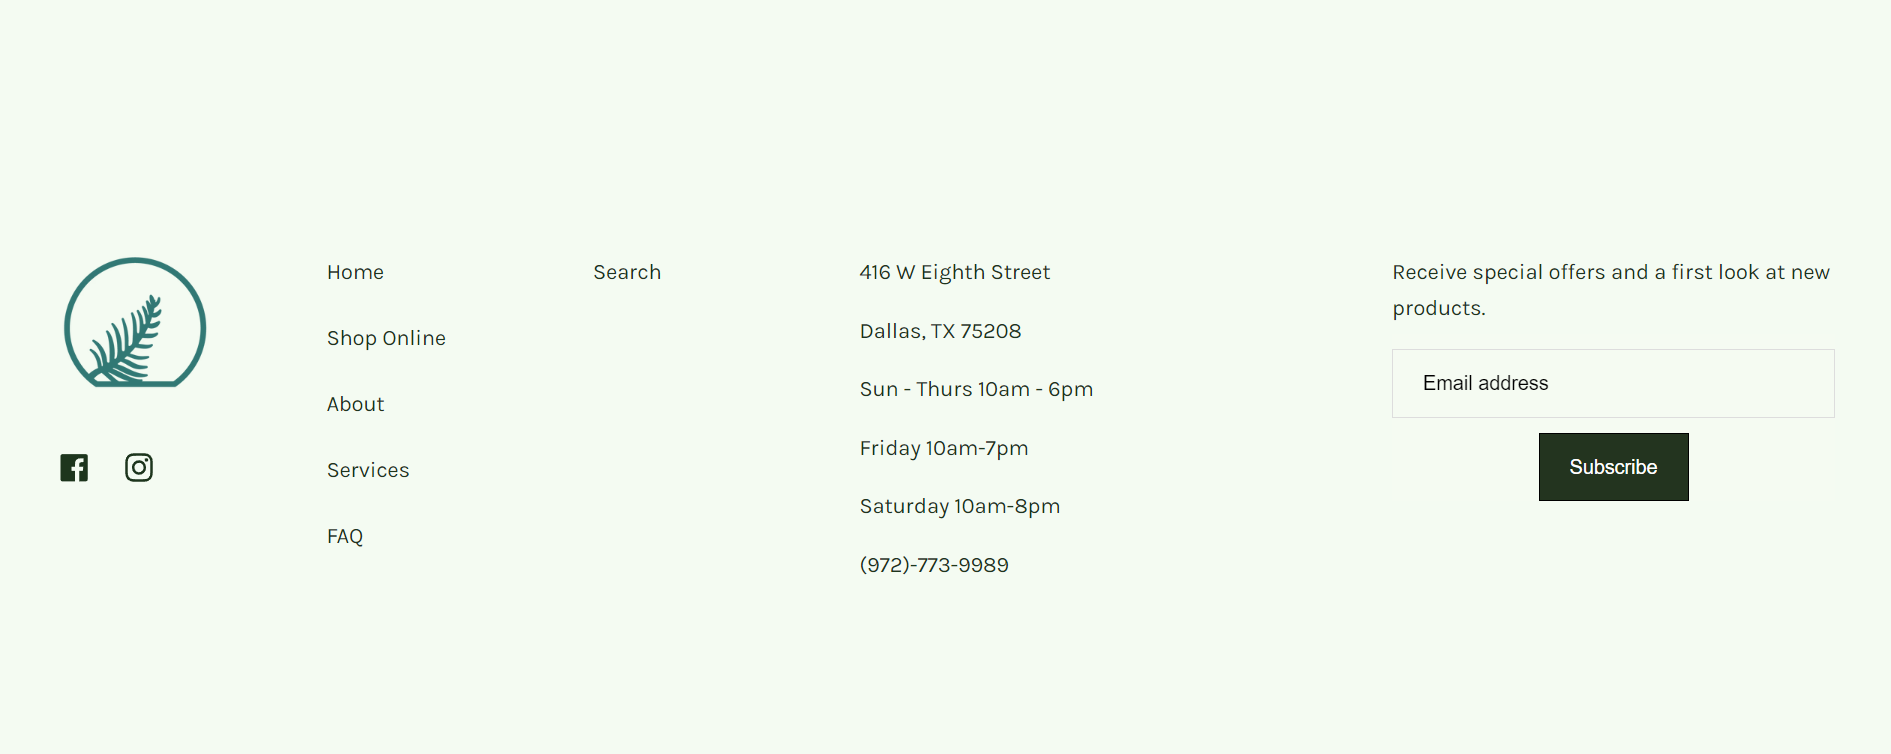 Home
Shop Online
About
Services
FAQ
Search
416 W Eighth Street
Dallas, TX 75208
Sun - Thurs 10am - 6pm
Friday 10am-7pm
Saturday 10am-8pm
(972)-773-9989
Receive special offers and a first look at new
products.
Email address
Subscribe